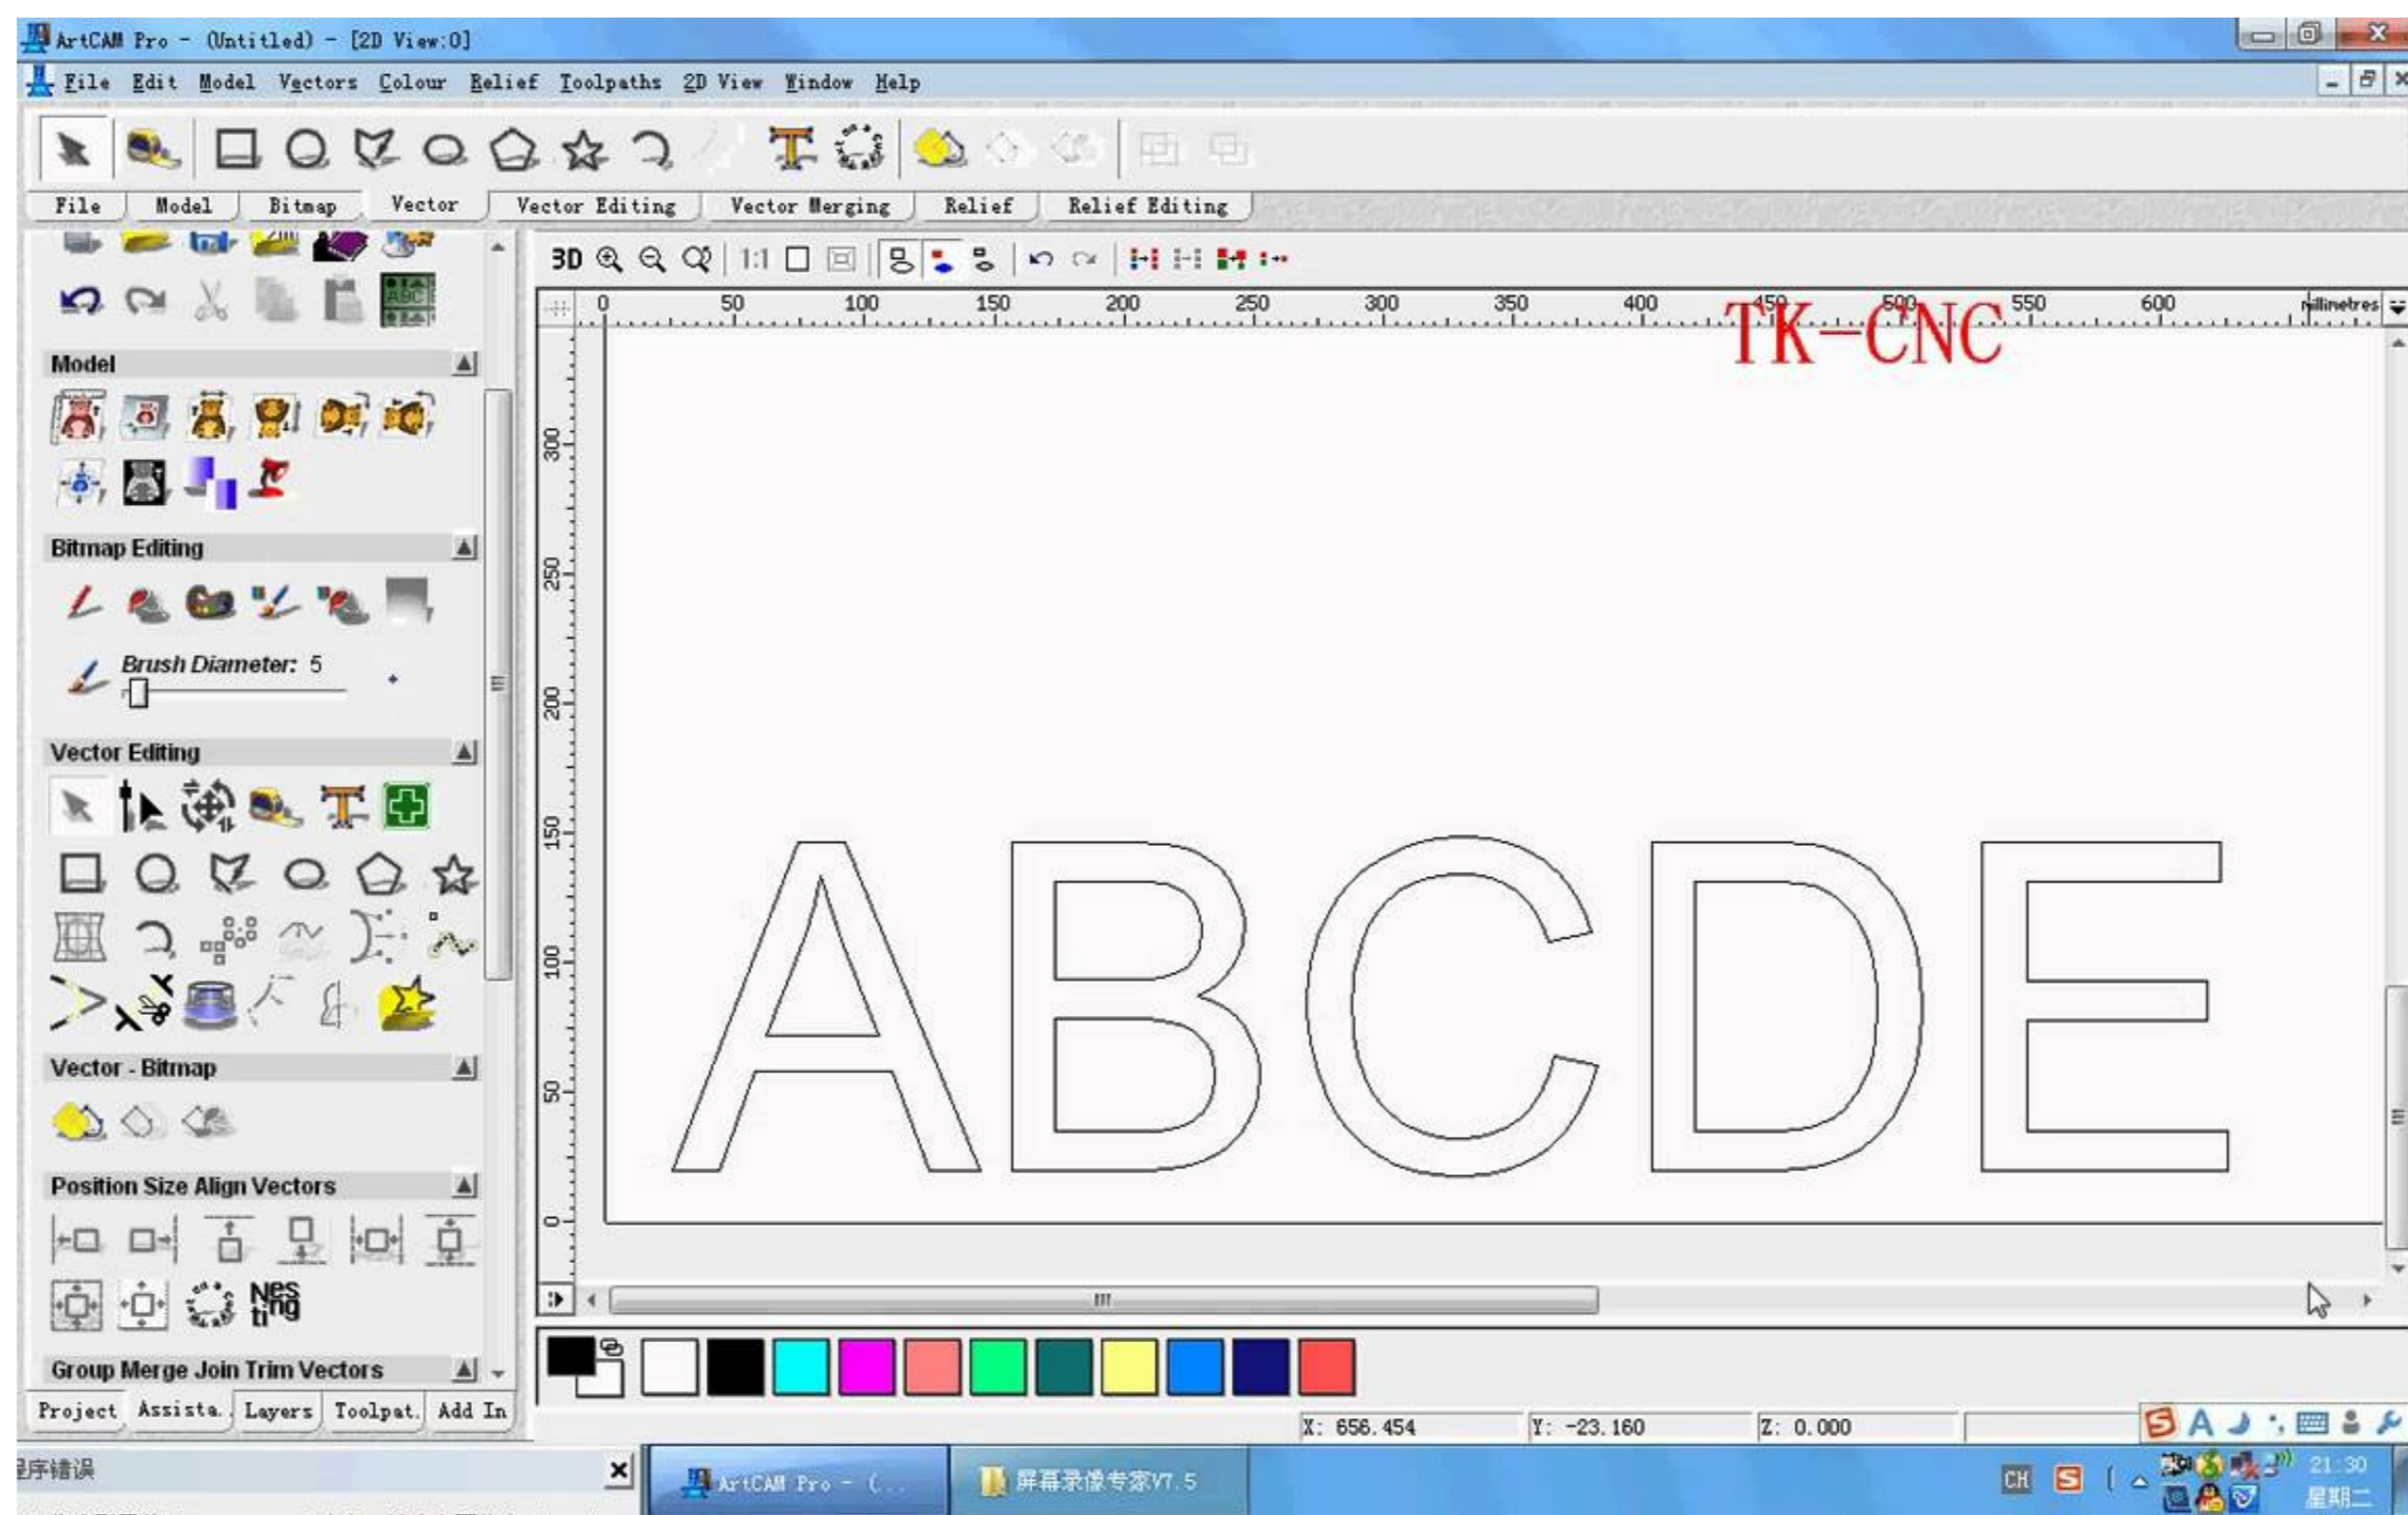 ArtCAM Pro - (Untitled) - [2D View:0]
File Edit Model Vectors Colour Relief Toolpaths 2D View Window Help
File Model Bitmap Vector Vector Editing Vector Merging Relief Relief Editing
3D 1:1
ABC
0 50 100 150 200 250 300 350 400 450 500 550 600 millimetres
TK-CNC
Model
300
Bitmap Editing
250
Brush Diameter: 5
200
Vector Editing
150
ABCDE
100
Vector - Bitmap
50
Position Size Align Vectors
0
Nes
ting
Group Merge Join Trim Vectors
Project Assista. Layers Toolpat. Add In
X: 656.454 Y: -23.160 Z: 0.000
程序错误
ArtCAM Pro - (..
屏幕录像专家V7.5
CH
21:30
星期二